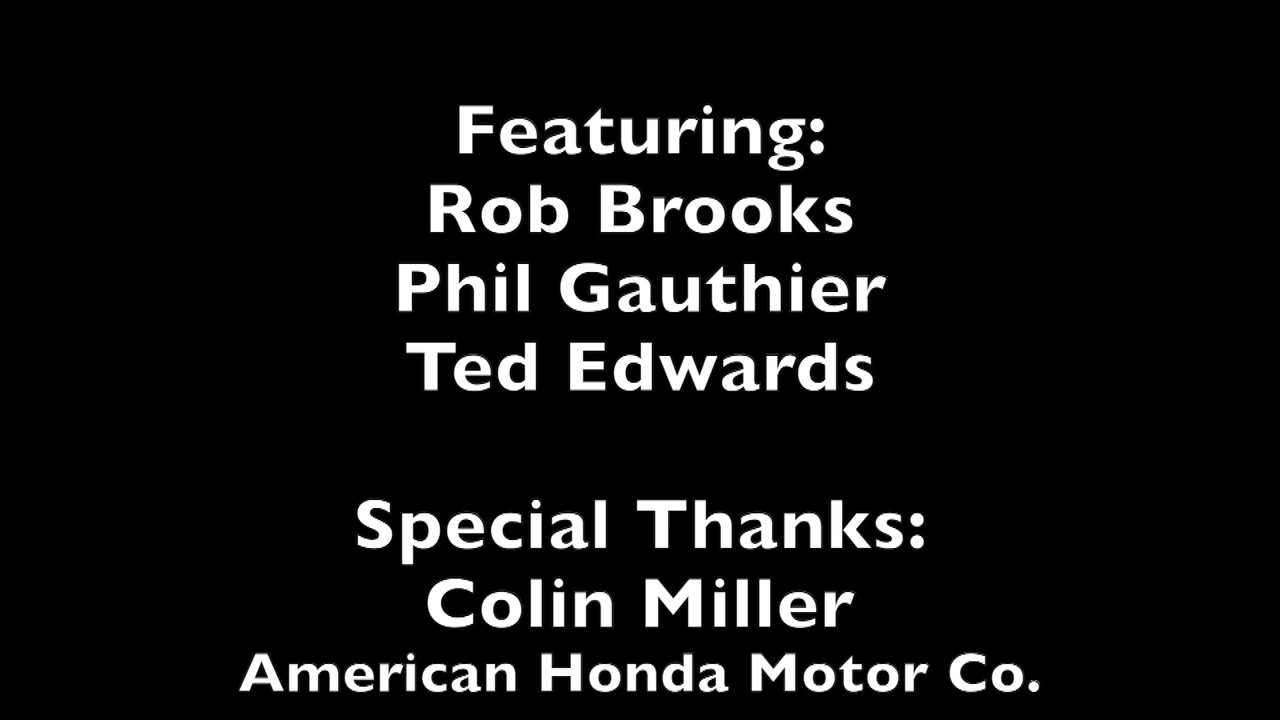 Featuring:
Rob Brooks
Phil Gauthier
Ted Edwards
Special Thanks:
Colin Miller
American Honda Motor Co.